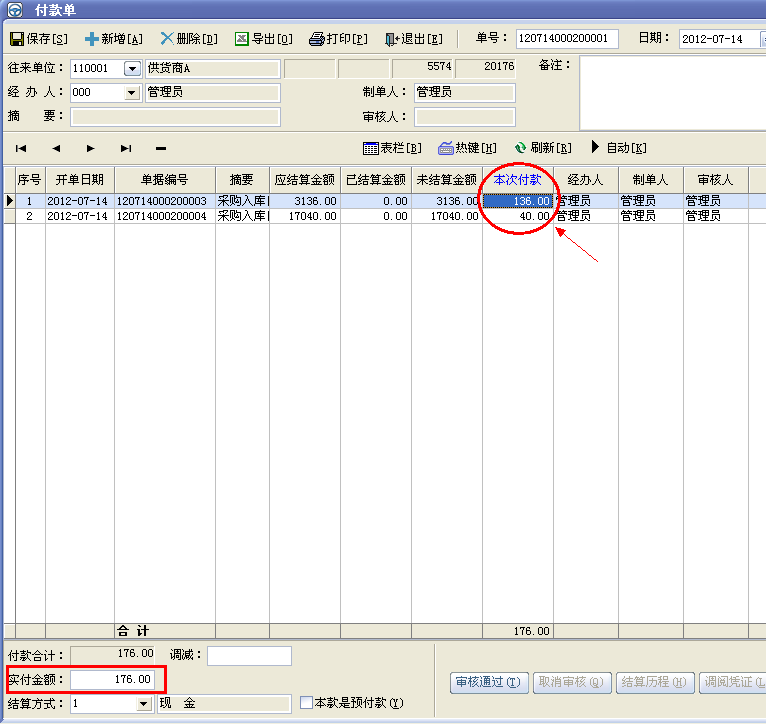 付款单
保存[S] 新增[A] 删除[D] 导出[O] 打印[P] 退出[E] 单号： 120714000200001 日期： 2012-07-14
往来单位： 110001 供货商A 5574 20176 备注：
经 办 人： 000 管理员 制单人： 管理员
摘 要： 审核人：
表栏[B] 热键[H] 刷新[R] 自动[K]
序号 开单日期 单据编号 摘要 应结算金额 已结算金额 未结算金额 本次付款 经办人 制单人 审核人
1 2012-07-14 120714000200003 采购入库 3136.00 0.00 3136.00 136.00 管理员 管理员 管理员
2 2012-07-14 120714000200004 采购入库 17040.00 0.00 17040.00 40.00 管理员 管理员 管理员
合 计 176.00
付款合计： 176.00 调减：
实付金额： 176.00
审核通过(T) 取消审核(Q) 结算历程(H) 调阅凭证(L
结算方式： 1 现 金 本款是预付款(Y)